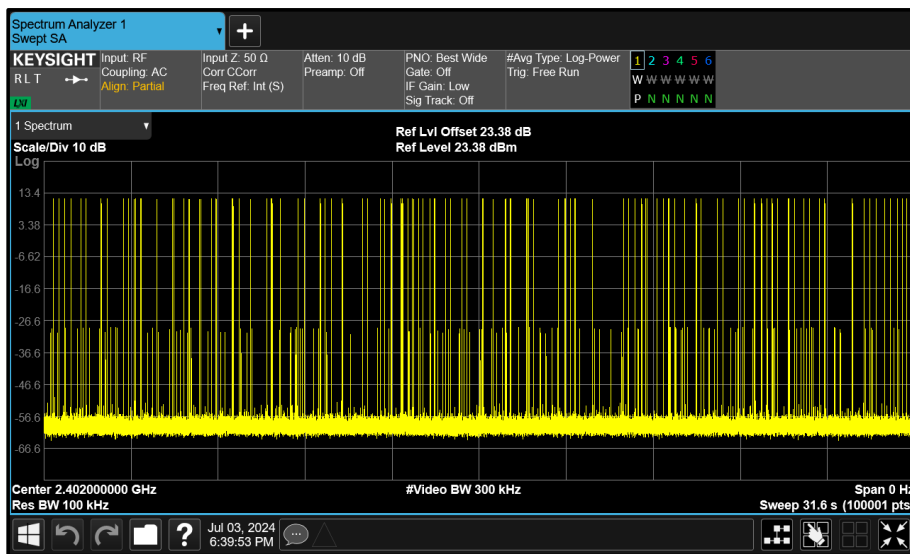 Spectrum Analyzer 1
Swept SA
+
KEYSIGHT
R L T
LXI
Input: RF
Coupling: AC
Align: Partial
Input Z: 50 Ω
Corr CCorr
Freq Ref: Int (S)
Atten: 10 dB
Preamp: Off
PNO: Best Wide
Gate: Off
IF Gain: Low
Sig Track: Off
#Avg Type: Log-Power
Trig: Free Run
1 2 3 4 5 6
W W W W W W
P N N N N N
1 Spectrum
Scale/Div 10 dB
Ref Lvl Offset 23.38 dB
Ref Level 23.38 dBm
Log
13.4
3.38
-6.62
-16.6
-26.6
-36.6
-46.6
-56.6
-66.6
Center 2.402000000 GHz
Res BW 100 kHz
#Video BW 300 kHz
Span 0 Hz
Sweep 31.6 s (100001 pts
?
Jul 03, 2024
6:39:53 PM